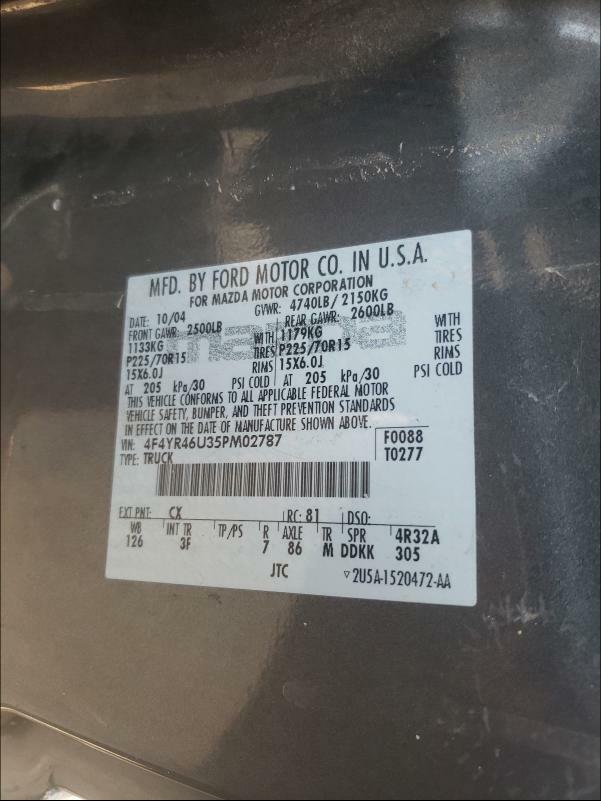 MFD. BY FORD MOTOR CO. IN U.S.A.
FOR MAZDA MOTOR CORPORATION
DATE: 10/04 GVWR: 4740LB/ 2150KG
FRONT GAWR: 2500LB REAR GAWR: 2600LB
1133KG WITH 1179KG WITH
P225/70R15 TIRES P225/70R15 TIRES
15X6.0J RIMS 15X6.0J RIMS
AT 205 kPa/30 PSI COLD AT 205 kPa/30 PSI COLD
mazda
THIS VEHICLE CONFORMS TO ALL APPLICABLE FEDERAL MOTOR
VEHICLE SAFETY, BUMPER, AND THEFT PREVENTION STANDARDS
IN EFFECT ON THE DATE OF MANUFACTURE SHOWN ABOVE.
VIN: 4F4YR46U35PM02787 F0088
TYPE: TRUCK T0277
EXT PNT: CX RC: 81 DSO:
WB INT TR TP/PS R AXLE TR SPR 4R32A
126 3F 7 86 M DDKK 305
JTC ▽2U5A-1520472-AA